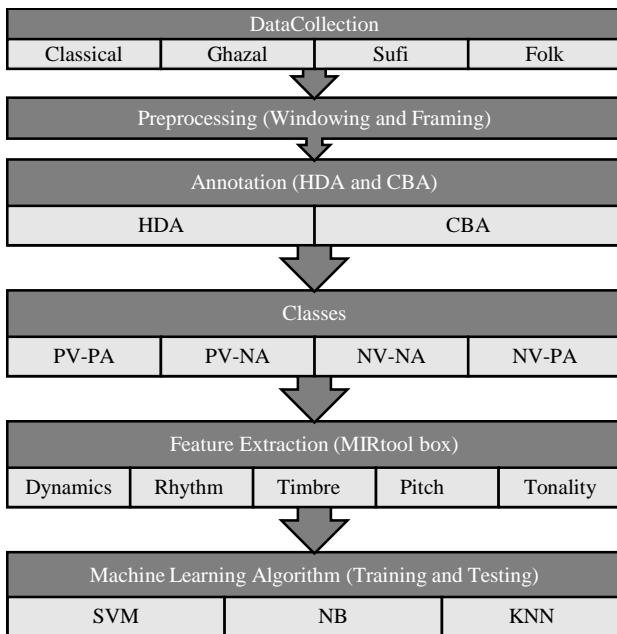 DataCollection
Classical Ghazal Sufi Folk
Preprocessing (Windowing and Framing)
Annotation (HDA and CBA)
HDA CBA
Classes
PV-PA PV-NA NV-NA NV-PA
Feature Extraction (MIRtool box)
Dynamics Rhythm Timbre Pitch Tonality
Machine Learning Algorithm (Training and Testing)
SVM NB KNN